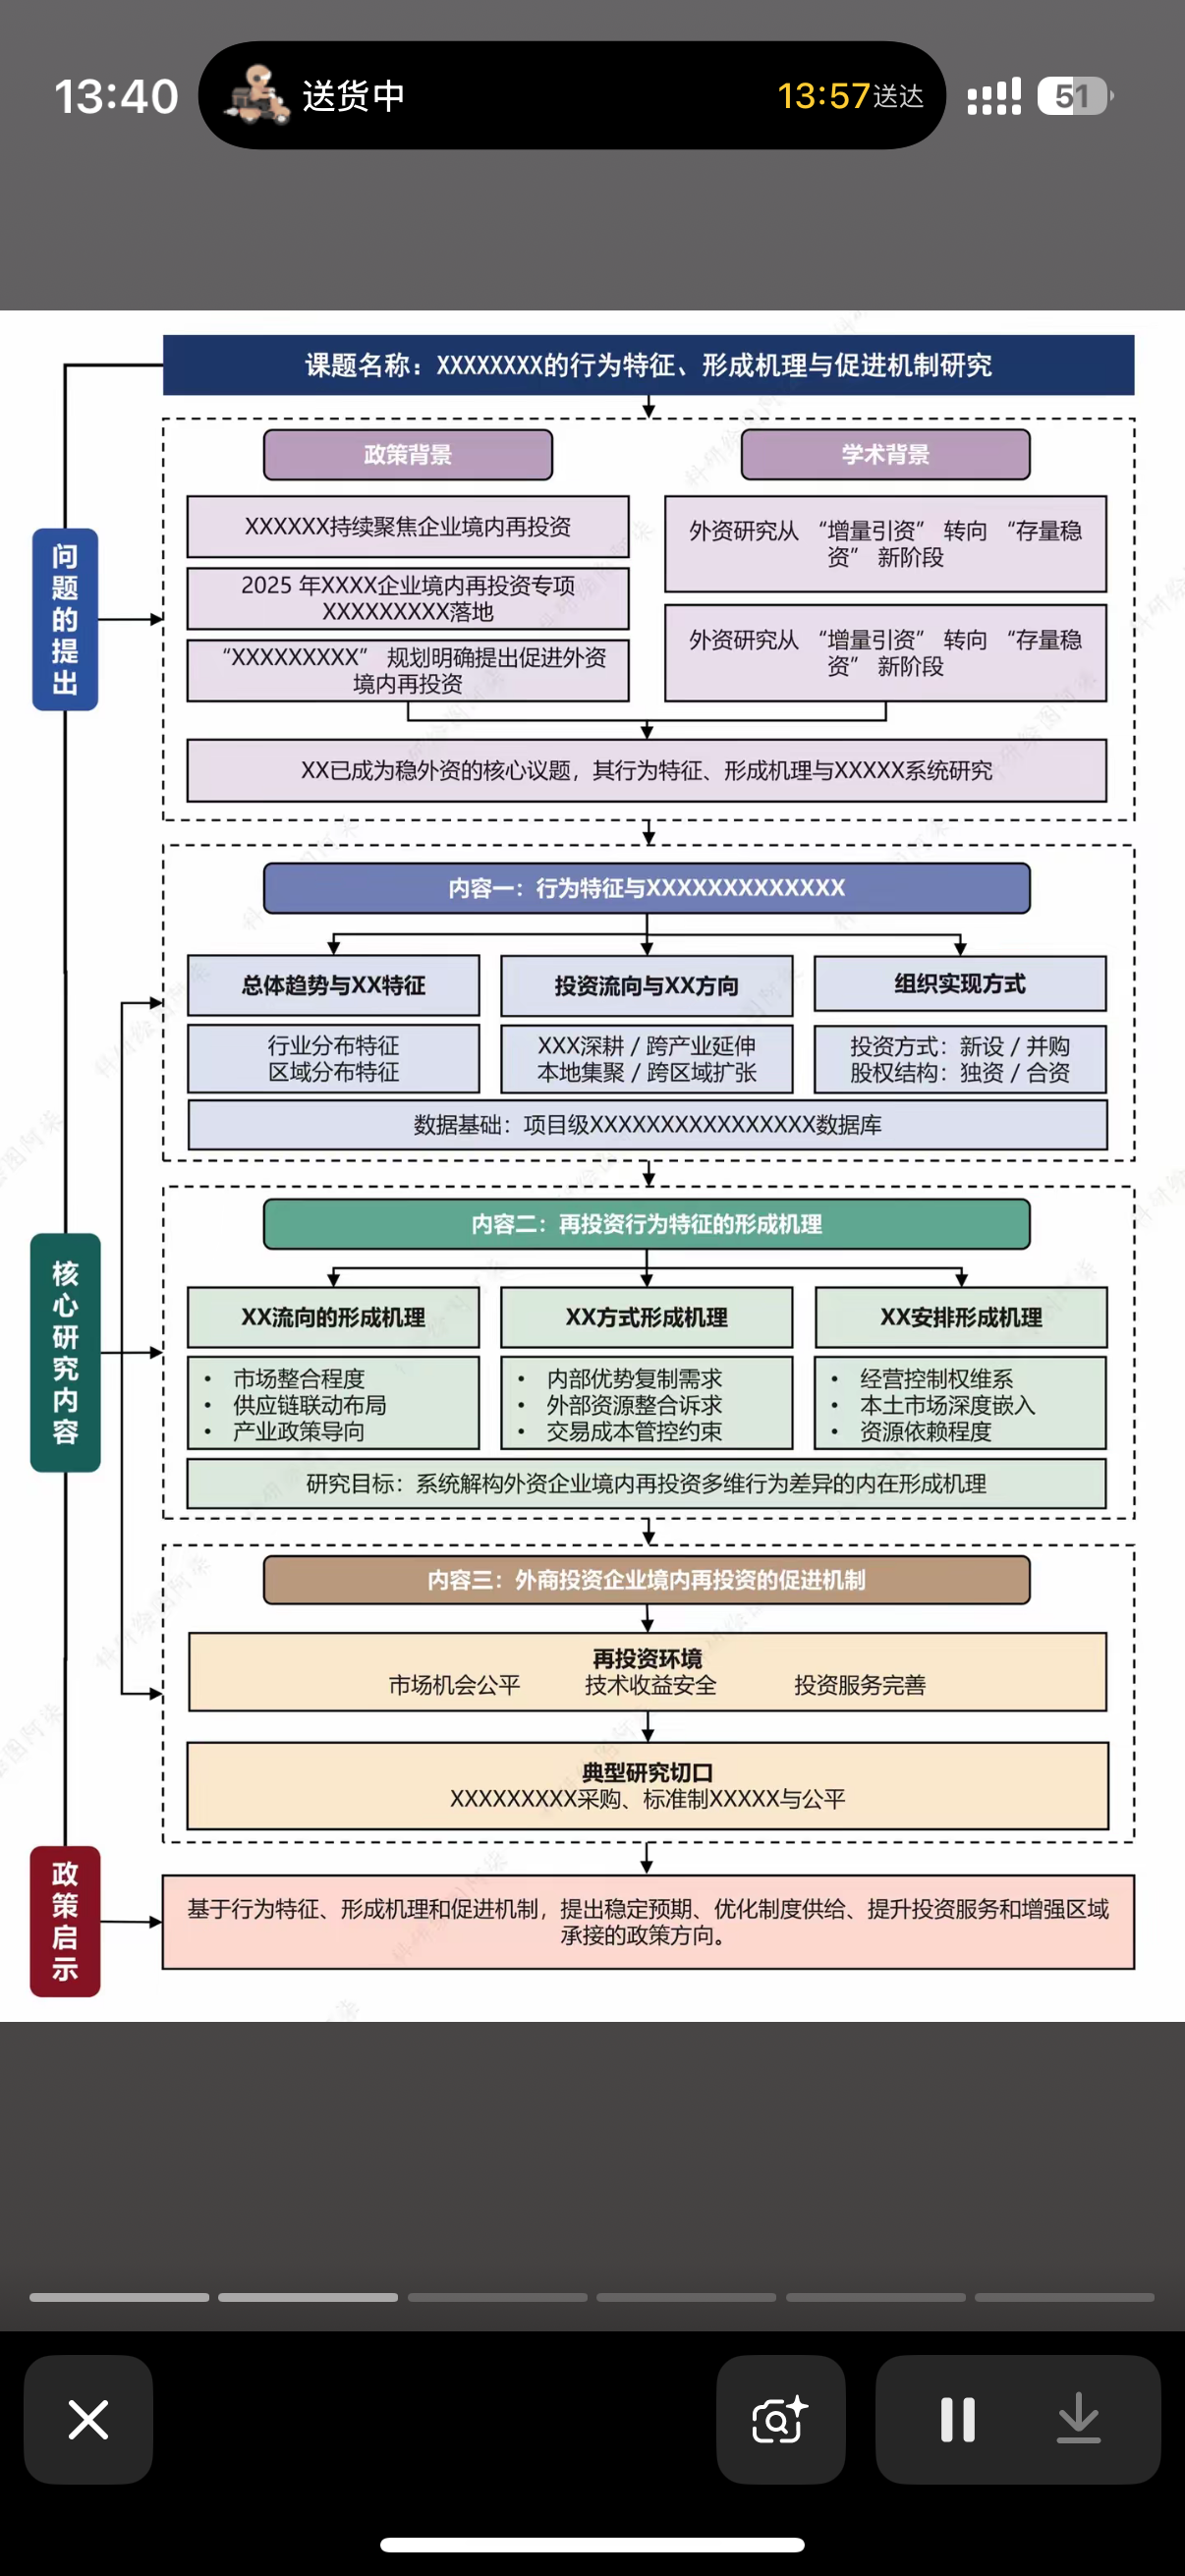 13:40
送货中
13:57送达
51
课题名称：XXXXXXXX的行为特征、形成机理与促进机制研究
问题的提出
政策背景
XXXXXX持续聚焦企业境内再投资
2025 年XXXX企业境内再投资专项
XXXXXXXXX落地
“XXXXXXXXX” 规划明确提出促进外资
境内再投资
学术背景
外资研究从 “增量引资” 转向 “存量稳
资” 新阶段
外资研究从 “增量引资” 转向 “存量稳
资” 新阶段
XX已成为稳外资的核心议题，其行为特征、形成机理与XXXXX系统研究
核心研究内容
内容一：行为特征与XXXXXXXXXXXXX
总体趋势与XX特征
行业分布特征
区域分布特征
投资流向与XX方向
XXX深耕 / 跨产业延伸
本地集聚 / 跨区域扩张
组织实现方式
投资方式：新设 / 并购
股权结构：独资 / 合资
数据基础：项目级XXXXXXXXXXXXXXXX数据库
内容二：再投资行为特征的形成机理
XX流向的形成机理
• 市场整合程度
• 供应链联动布局
• 产业政策导向
XX方式形成机理
• 内部优势复制需求
• 外部资源整合诉求
• 交易成本管控约束
XX安排形成机理
• 经营控制权维系
• 本土市场深度嵌入
• 资源依赖程度
研究目标：系统解构外资企业境内再投资多维行为差异的内在形成机理
内容三：外商投资企业境内再投资的促进机制
再投资环境
市场机会公平 技术收益安全 投资服务完善
典型研究切口
XXXXXXXXX采购、标准制XXXXX与公平
政策启示
基于行为特征、形成机理和促进机制，提出稳定预期、优化制度供给、提升投资服务和增强区域
承接的政策方向。